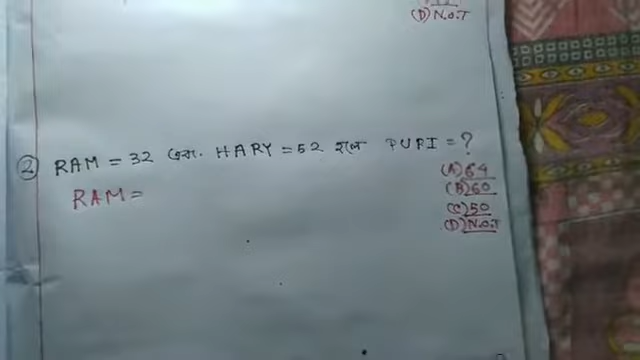 (D) N.O.T
② RAM = 32 এবং HARY = 52 হলে PURI = ?
RAM =
(A) 64
(B) 60
(C) 50
(D) N.O.T